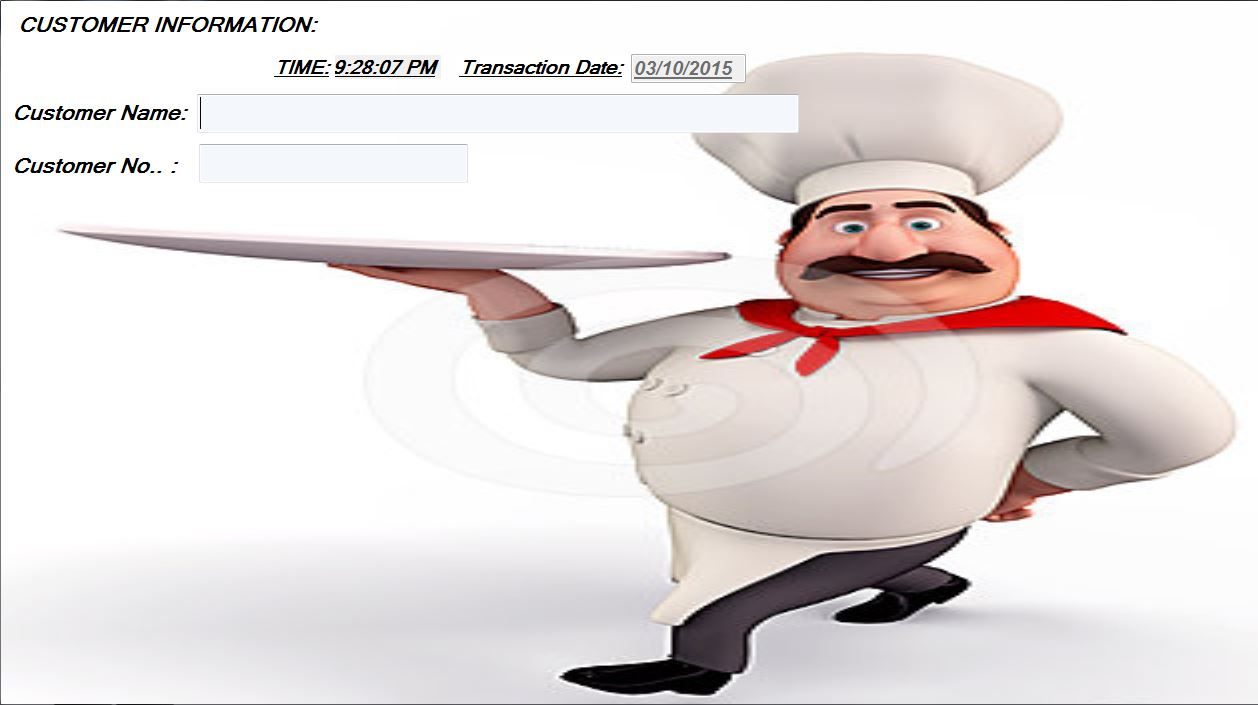 CUSTOMER INFORMATION:
TIME: 9:28:07 PM Transaction Date: 03/10/2015
Customer Name:
Customer No.. :